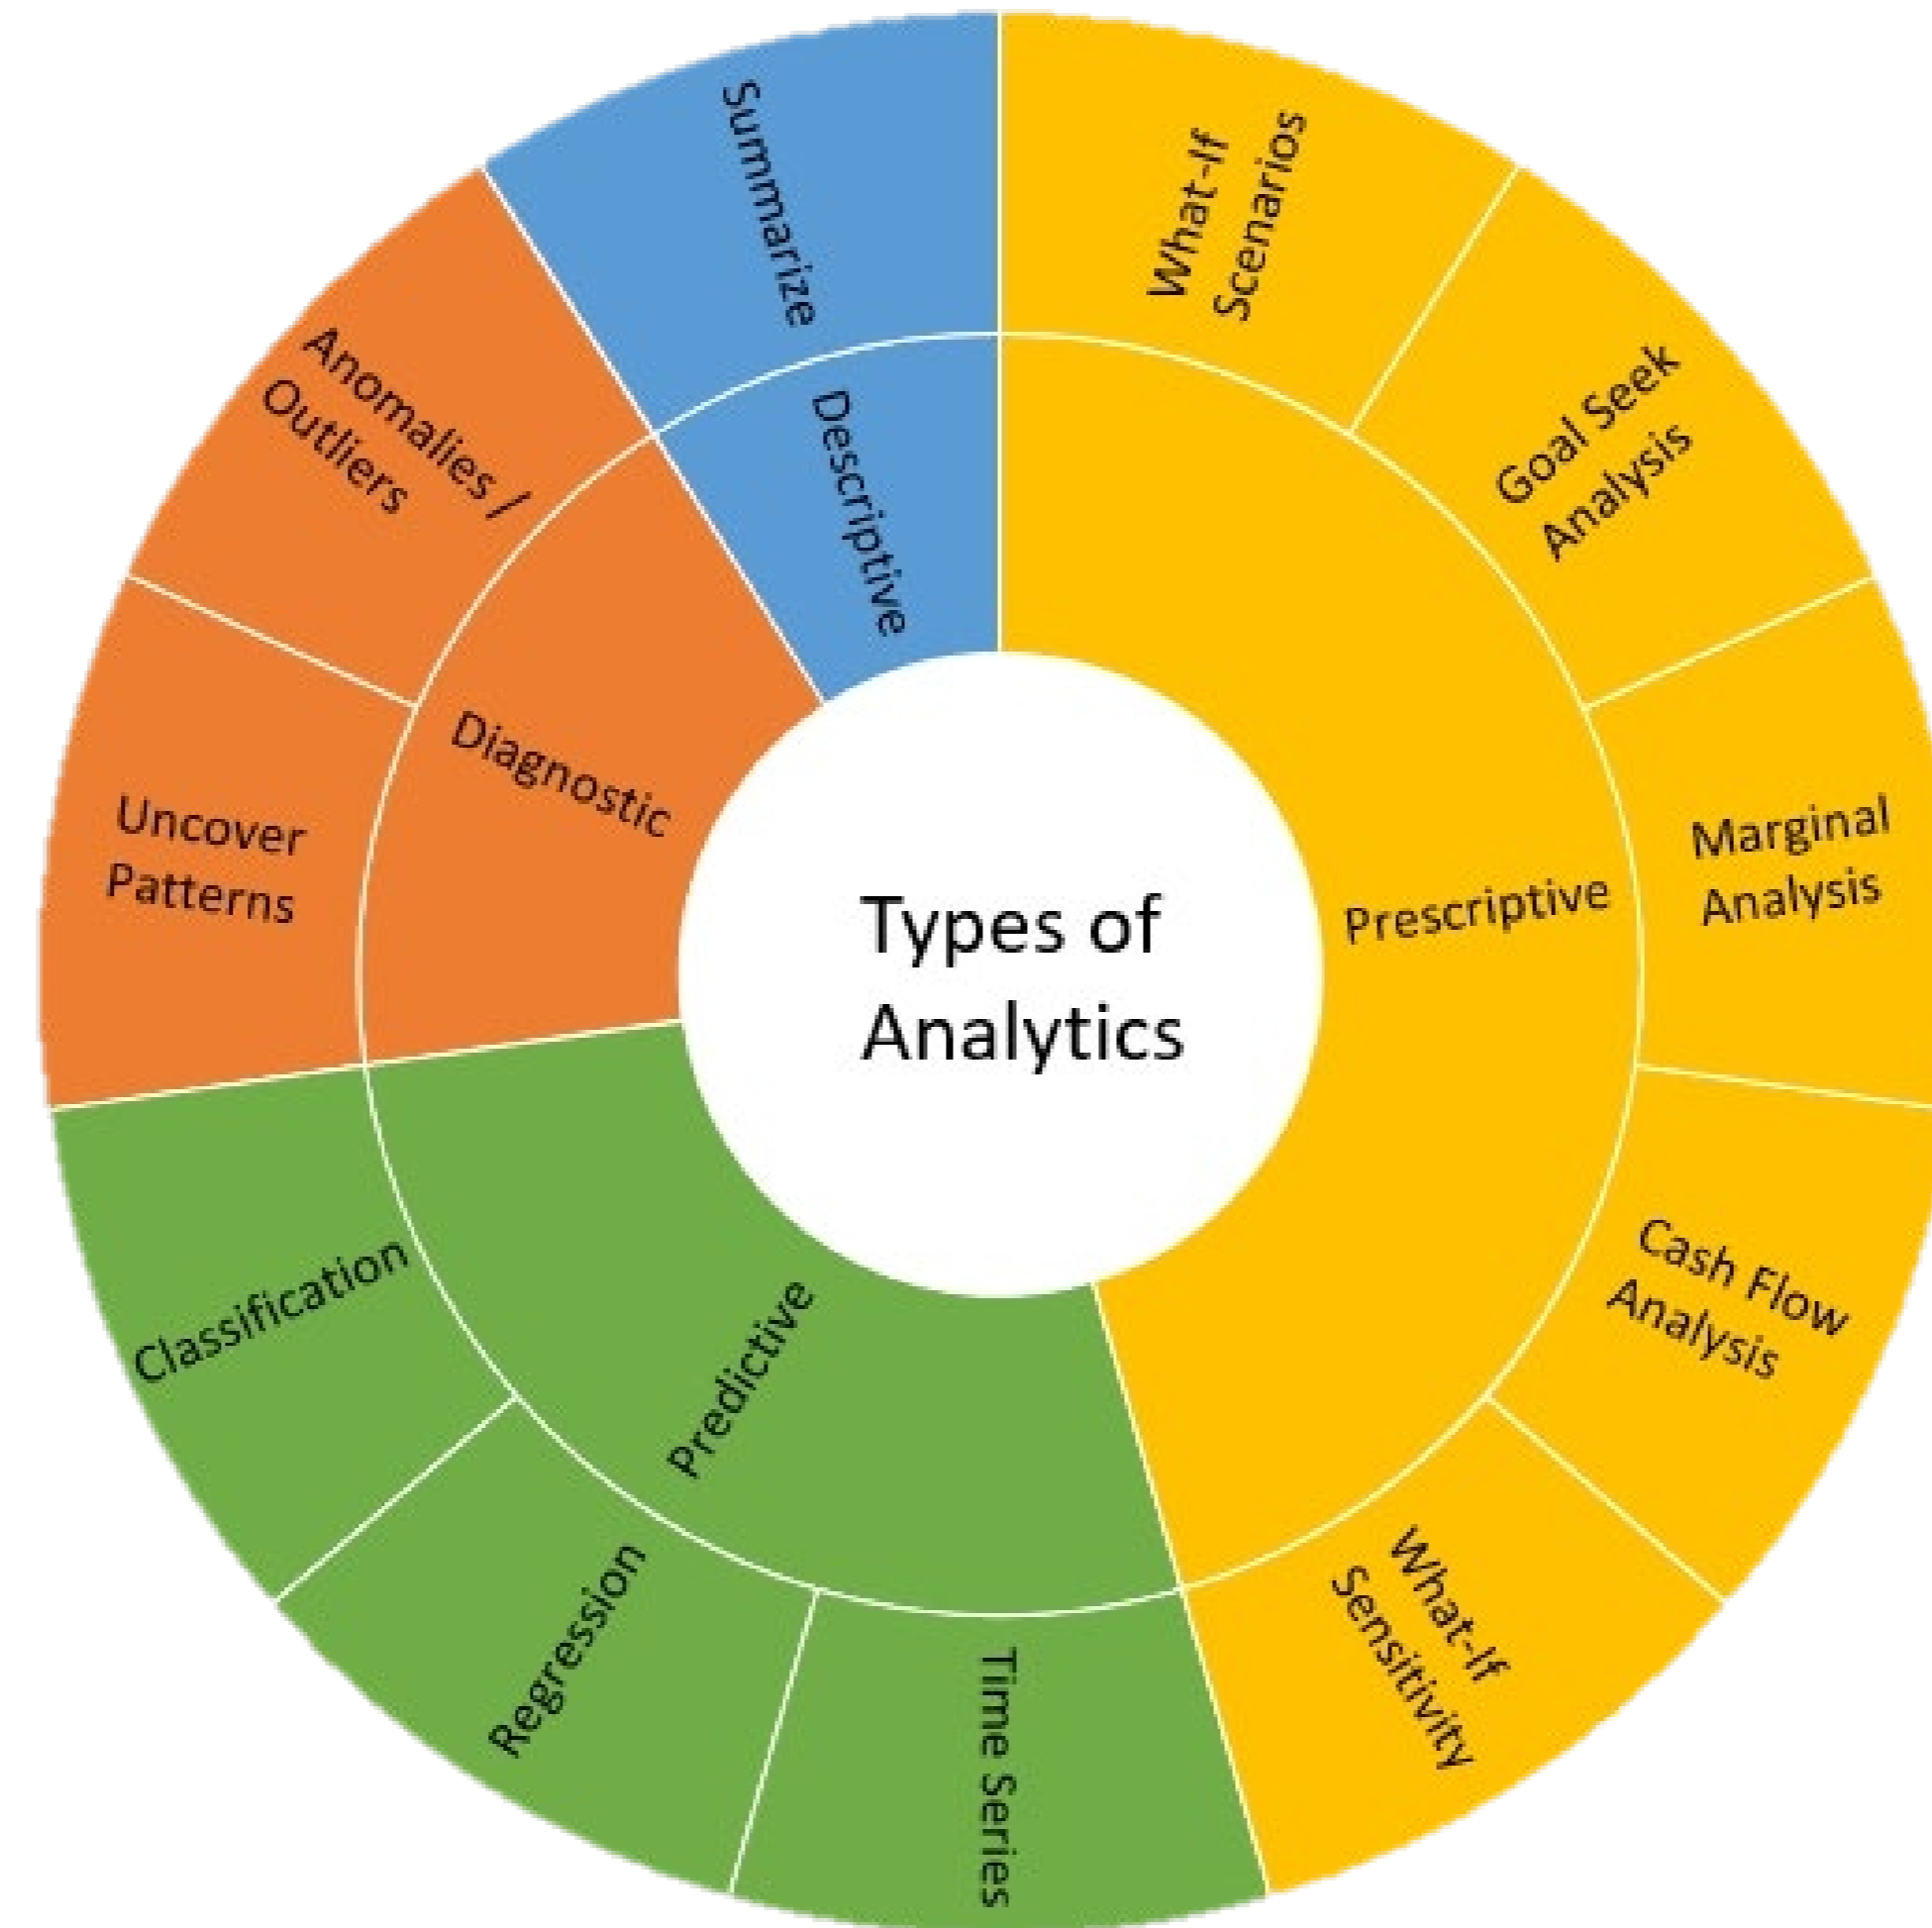 Types of
Analytics
Prescriptive
What-If
Scenarios
Goal Seek
Analysis
Marginal
Analysis
Cash Flow
Analysis
What-If
Sensitivity
Predictive
Time Series
Regression
Classification
Diagnostic
Uncover
Patterns
Anomalies /
Outliers
Descriptive
Summarize